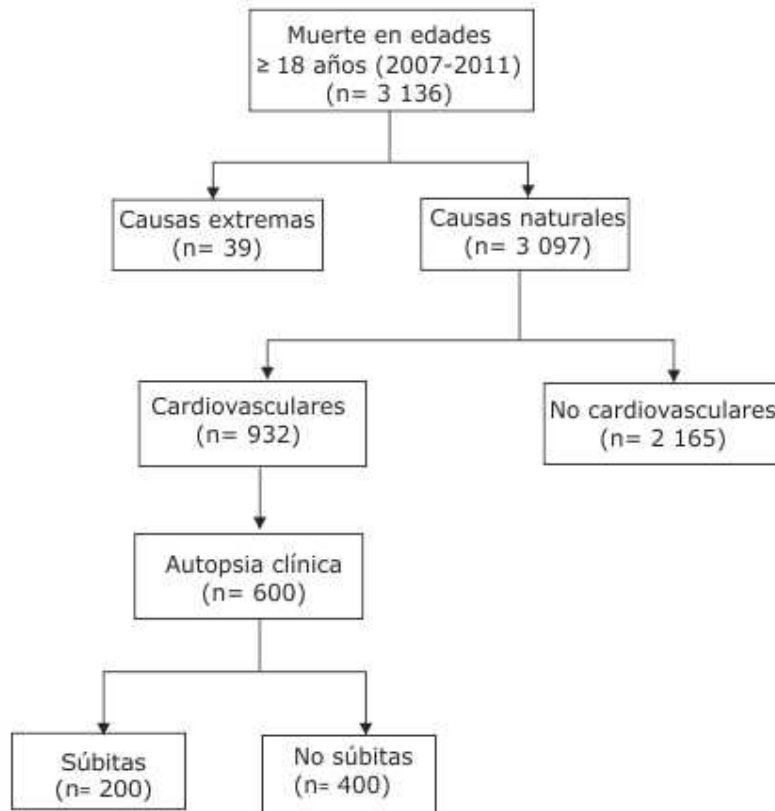 Muerte en edades
≥ 18 años (2007-2011)
(n= 3 136)
Causas extremas
(n= 39)
Causas naturales
(n= 3 097)
Cardiovasculares
(n= 932)
No cardiovasculares
(n= 2 165)
Autopsia clínica
(n= 600)
Súbitas
(n= 200)
No súbitas
(n= 400)